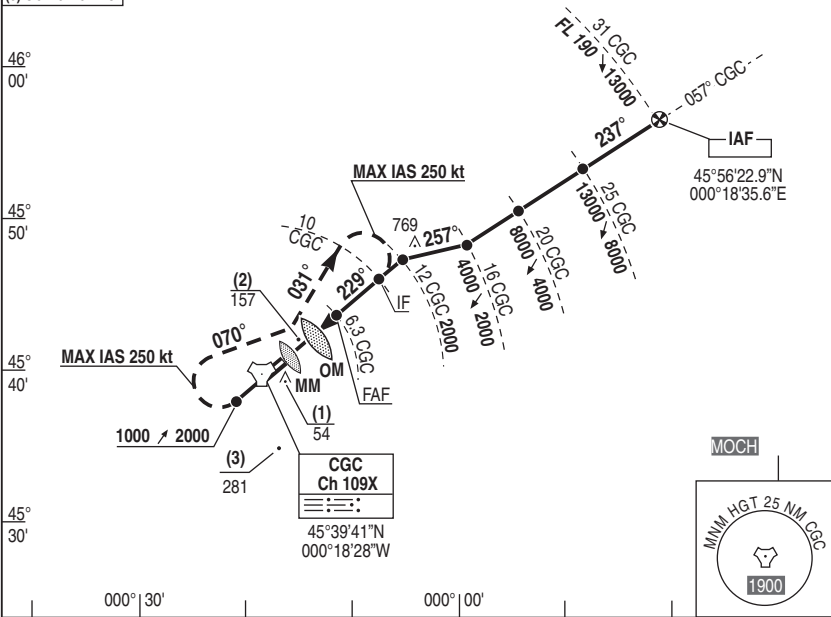 46°
00'
31 CGC
FL 190 ↓ 13000
057° CGC
237°
IAF
45°56'22.9"N
000°18'35.6"E
MAX IAS 250 kt
45°
50'
10
CGC
769
257°
25 CGC
13000 ↓ 8000
20 CGC
8000 ↓ 4000
16 CGC
4000 ↓ 2000
12 CGC 2000
031°
229°
IF
(2)
157
6.3 CGC
070°
MAX IAS 250 kt
45°
40'
OM
MM
FAF
(1)
54
1000 ↗ 2000
(3)
281
CGC
Ch 109X
45°39'41"N
000°18'28"W
45°
30'
MOCH
MNM HGT 25 NM CGC
1900
000° 30'
000° 00'